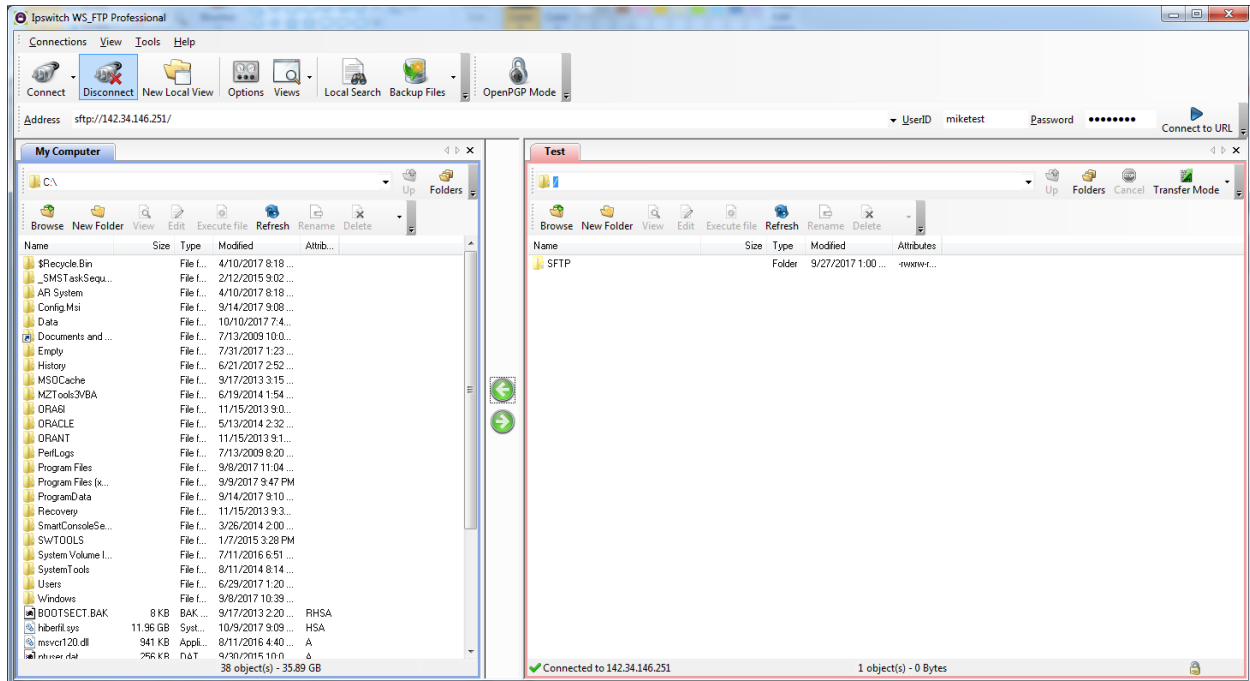 Ipswitch WS_FTP Professional
Connections View Tools Help
Connect Disconnect New Local View Options Views Local Search Backup Files OpenPGP Mode
Address sftp://142.34.146.251/ UserID miketest Password •••••••• Connect to URL
My Computer
C:\ Up Folders
Browse New Folder View Edit Execute file Refresh Rename Delete
Name Size Type Modified Attrib...
$Recycle.Bin File f... 4/10/2017 8:18 ...
_SMSTaskSequ... File f... 2/12/2015 9:02 ...
AR System File f... 4/10/2017 8:18 ...
Config.Msi File f... 9/14/2017 9:08 ...
Data File f... 10/10/2017 7:4...
Documents and ... File f... 7/13/2009 10:0...
Empty File f... 7/31/2017 1:23 ...
History File f... 6/21/2017 2:52 ...
MSOCache File f... 9/17/2013 3:15 ...
MZTools3VBA File f... 6/19/2014 1:54 ...
ORA6I File f... 11/15/2013 9:0...
ORACLE File f... 5/13/2014 2:32 ...
ORANT File f... 11/15/2013 9:1...
PerfLogs File f... 7/13/2009 8:20 ...
Program Files File f... 9/8/2017 11:04 ...
Program Files (x... File f... 9/9/2017 9:47 PM
ProgramData File f... 9/14/2017 9:10 ...
Recovery File f... 11/15/2013 9:3...
SmartConsoleSe... File f... 3/26/2014 2:00 ...
SWTOOLS File f... 1/7/2015 3:28 PM
System Volume I... File f... 7/11/2016 6:51 ...
SystemTools File f... 8/11/2014 8:14 ...
Users File f... 6/29/2017 1:20 ...
Windows File f... 9/8/2017 10:39 ...
BOOTSECT.BAK 8 KB BAK ... 9/17/2013 2:20 ... RHSA
hiberfil.sys 11.96 GB Syst... 10/9/2017 9:09 ... HSA
msvcr120.dll 941 KB Appli... 8/11/2016 4:40 ... A
ntuser.dat 256 KB DAT 9/30/2015 10:0 A
38 object(s) - 35.89 GB
Test
/ Up Folders Cancel Transfer Mode
Browse New Folder View Edit Execute file Refresh Rename Delete
Name Size Type Modified Attributes
SFTP Folder 9/27/2017 1:00 ... -rwxrw-r...
Connected to 142.34.146.251 1 object(s) - 0 Bytes